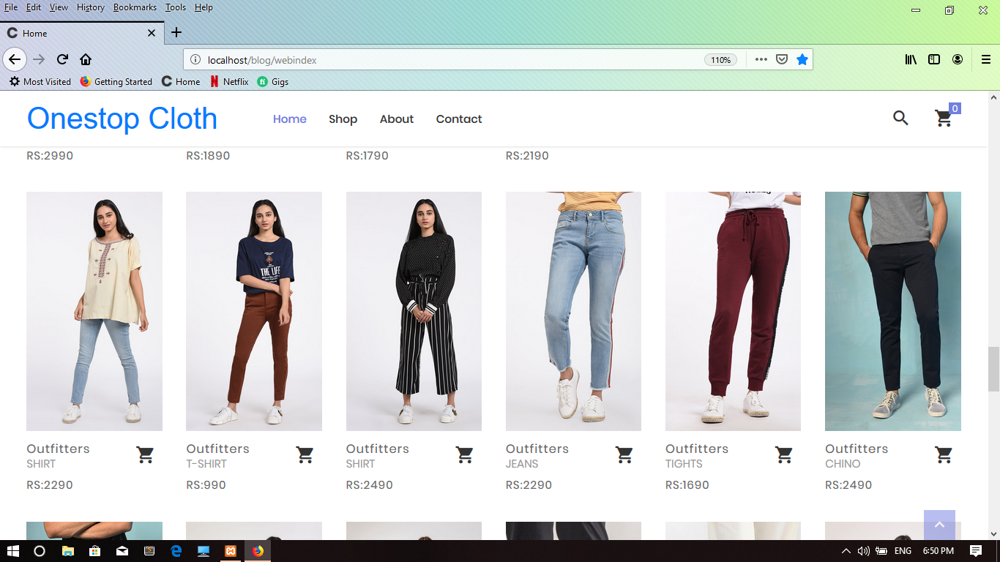 File Edit View History Bookmarks Tools Help
Home
localhost/blog/webindex 110%
Most Visited Getting Started Home Netflix Gigs
Onestop Cloth Home Shop About Contact 0
RS:2990 RS:1890 RS:1790 RS:2190
THE LIFE
Outfitters Outfitters Outfitters Outfitters Outfitters Outfitters
SHIRT T-SHIRT SHIRT JEANS TIGHTS CHINO
RS:2290 RS:990 RS:2490 RS:2290 RS:1690 RS:2490
ENG 6:50 PM